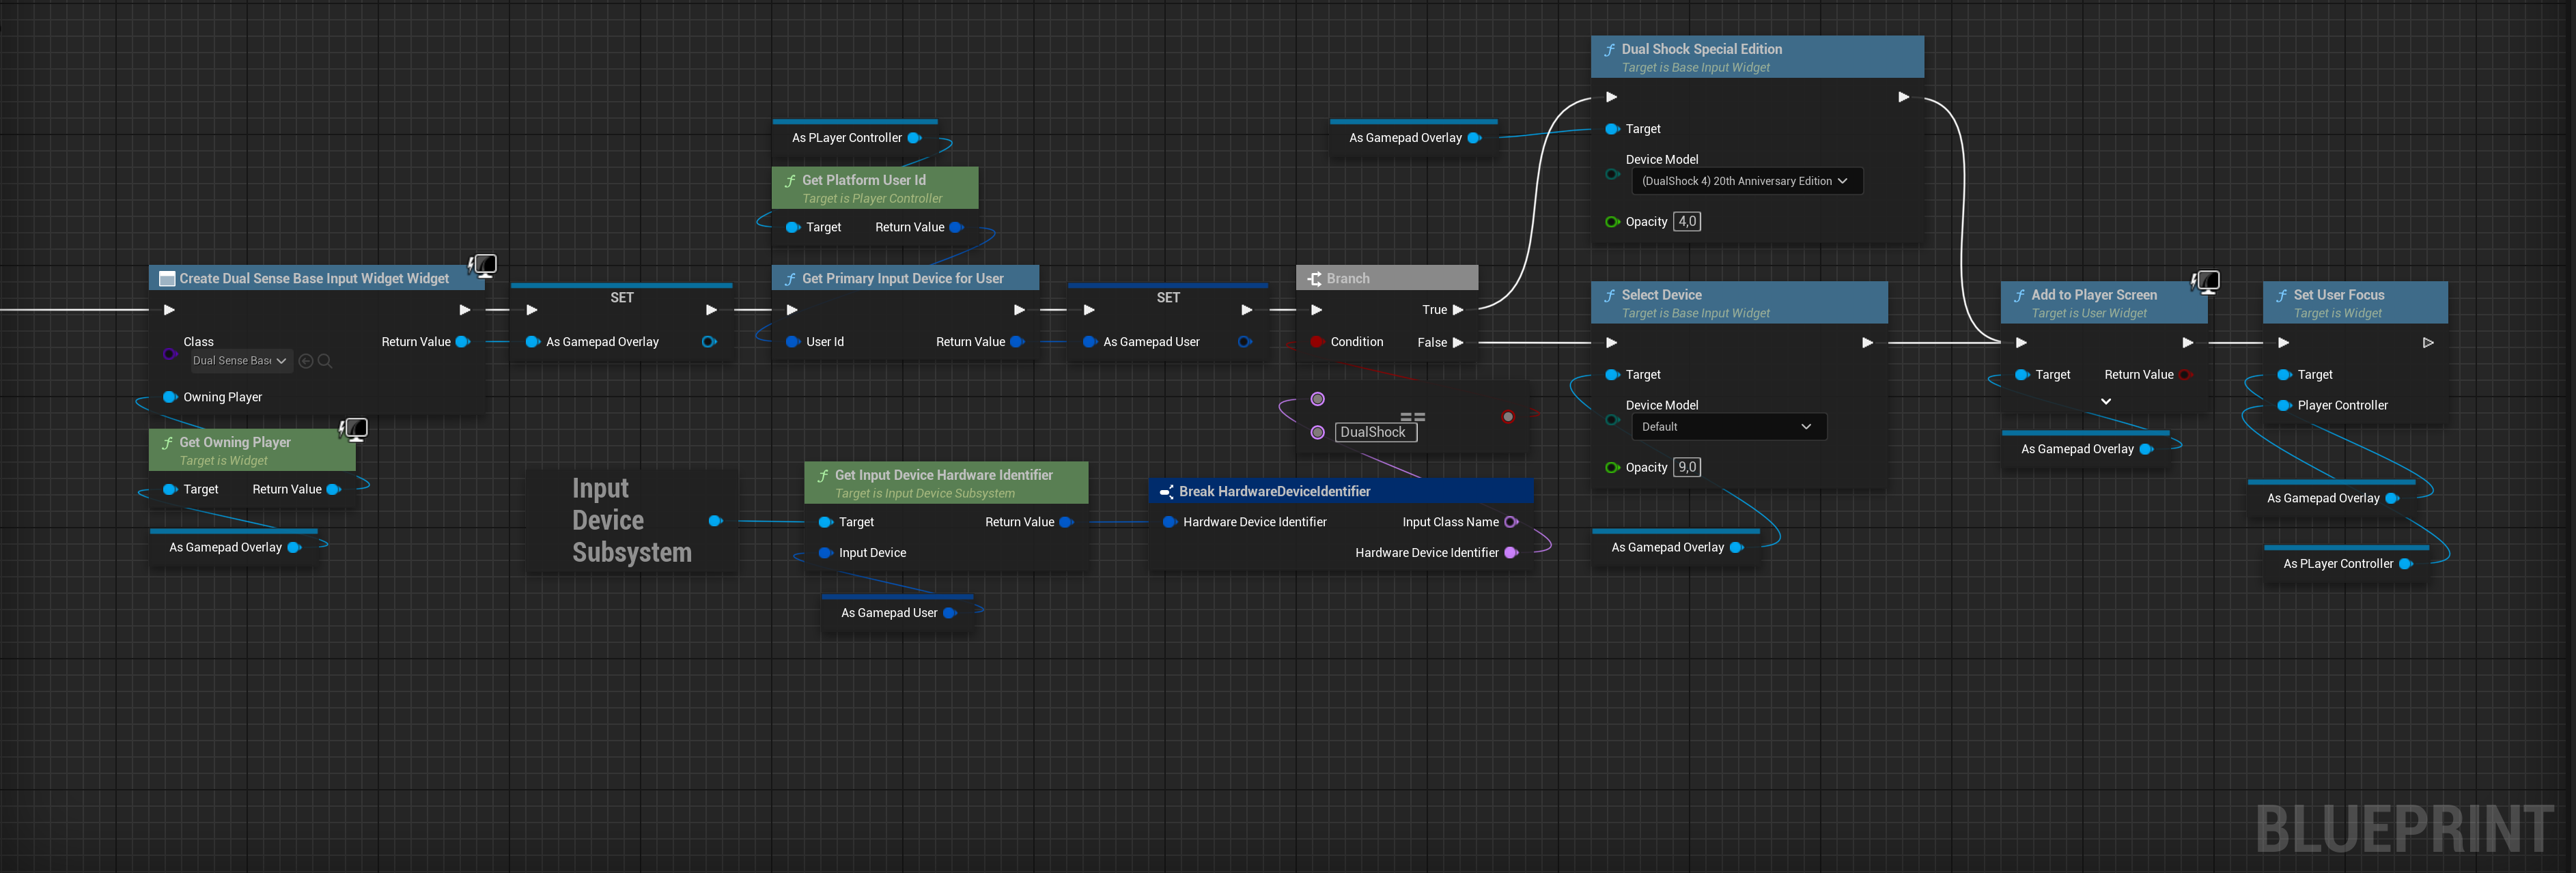 Dual Shock Special Edition
Target is Base Input Widget
Target
Device Model
(DualShock 4) 20th Anniversary Edition
Opacity 4,0
As PLayer Controller
As Gamepad Overlay
Get Platform User Id
Target is Player Controller
Target Return Value
Create Dual Sense Base Input Widget Widget
Class
Dual Sense Base
Return Value
Owning Player
SET
As Gamepad Overlay
Get Primary Input Device for User
User Id Return Value
SET
As Gamepad User
Branch
True
Condition False
==
DualShock
Select Device
Target is Base Input Widget
Target
Device Model
Default
Opacity 9,0
As Gamepad Overlay
Add to Player Screen
Target is User Widget
Target Return Value
As Gamepad Overlay
Set User Focus
Target is Widget
Target
Player Controller
As Gamepad Overlay
As PLayer Controller
Get Owning Player
Target is Widget
Target Return Value
As Gamepad Overlay
Input
Device
Subsystem
Get Input Device Hardware Identifier
Target is Input Device Subsystem
Target Return Value
Input Device
As Gamepad User
Break HardwareDeviceIdentifier
Hardware Device Identifier Input Class Name
Hardware Device Identifier
BLUEPRINT